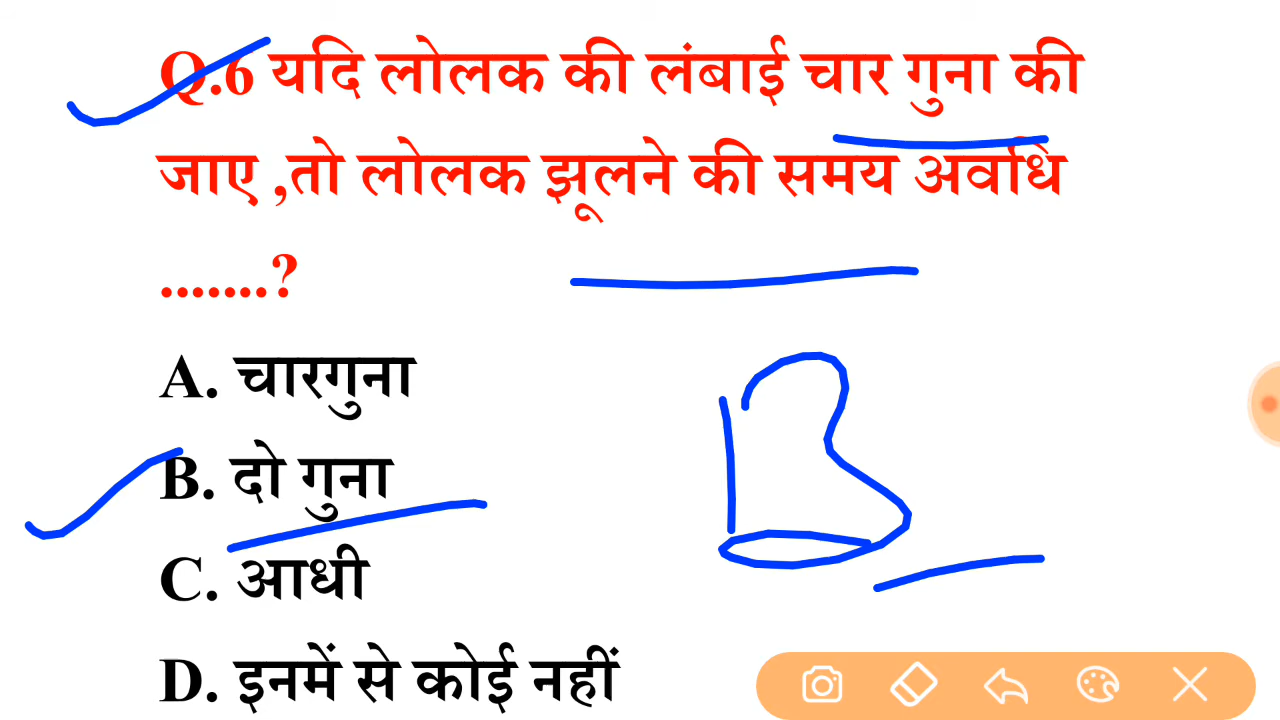 Q.6 यदि लोलक की लंबाई चार गुना की
जाए ,तो लोलक झूलने की समय अवधि
.......?
A. चारगुना
B. दो गुना
C. आधी
D. इनमें से कोई नहीं
B